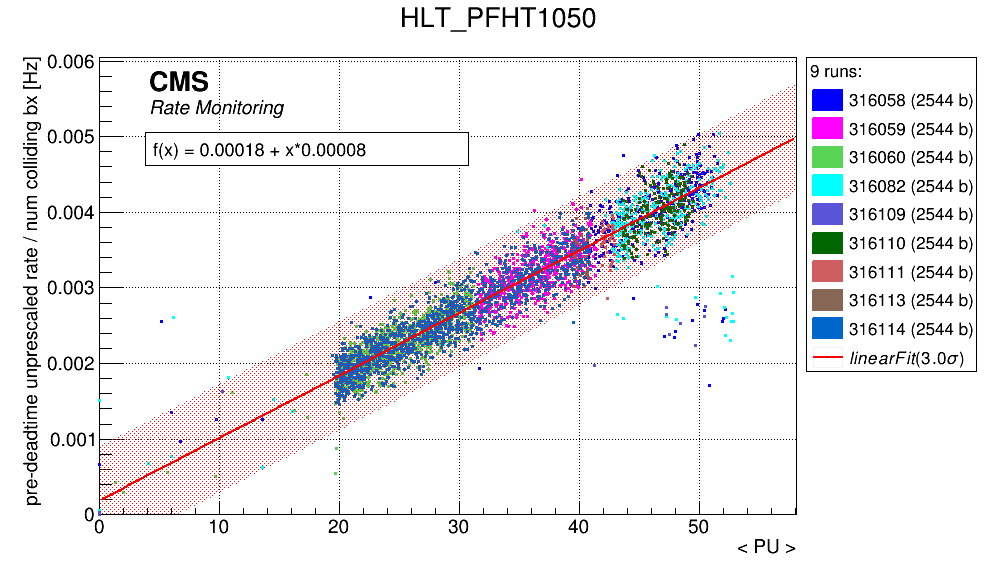 HLT_PFHT1050
pre-deadtime unprescaled rate / num colliding bx [Hz]
0.006
0.005
0.004
0.003
0.002
0.001
0
CMS
Rate Monitoring
f(x) = 0.00018 + x*0.00008
0 10 20 30 40 50
< PU >
9 runs:
316058 (2544 b)
316059 (2544 b)
316060 (2544 b)
316082 (2544 b)
316109 (2544 b)
316110 (2544 b)
316111 (2544 b)
316113 (2544 b)
316114 (2544 b)
linearFit(3.0σ)